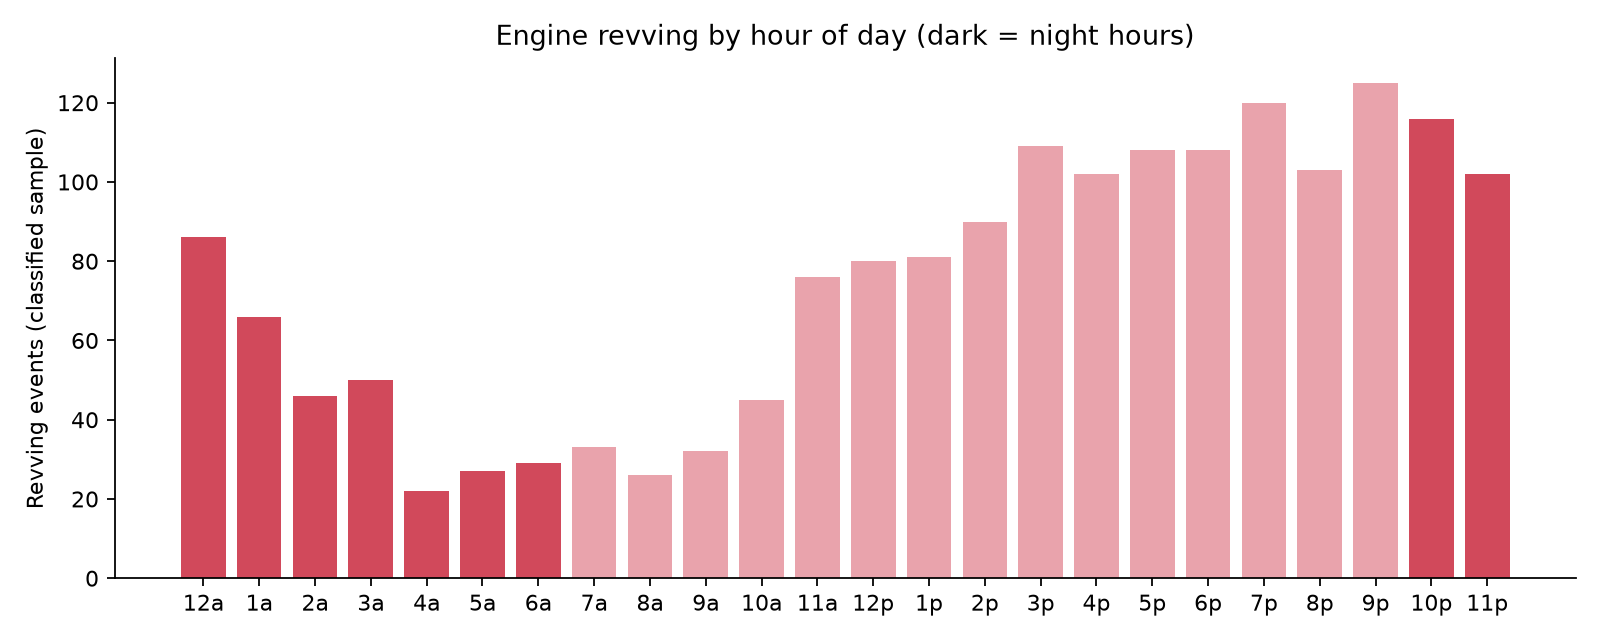 Engine revving by hour of day (dark = night hours)
Revving events (classified sample)
120
100
80
60
40
20
0
12a 1a 2a 3a 4a 5a 6a 7a 8a 9a 10a 11a 12p 1p 2p 3p 4p 5p 6p 7p 8p 9p 10p 11p